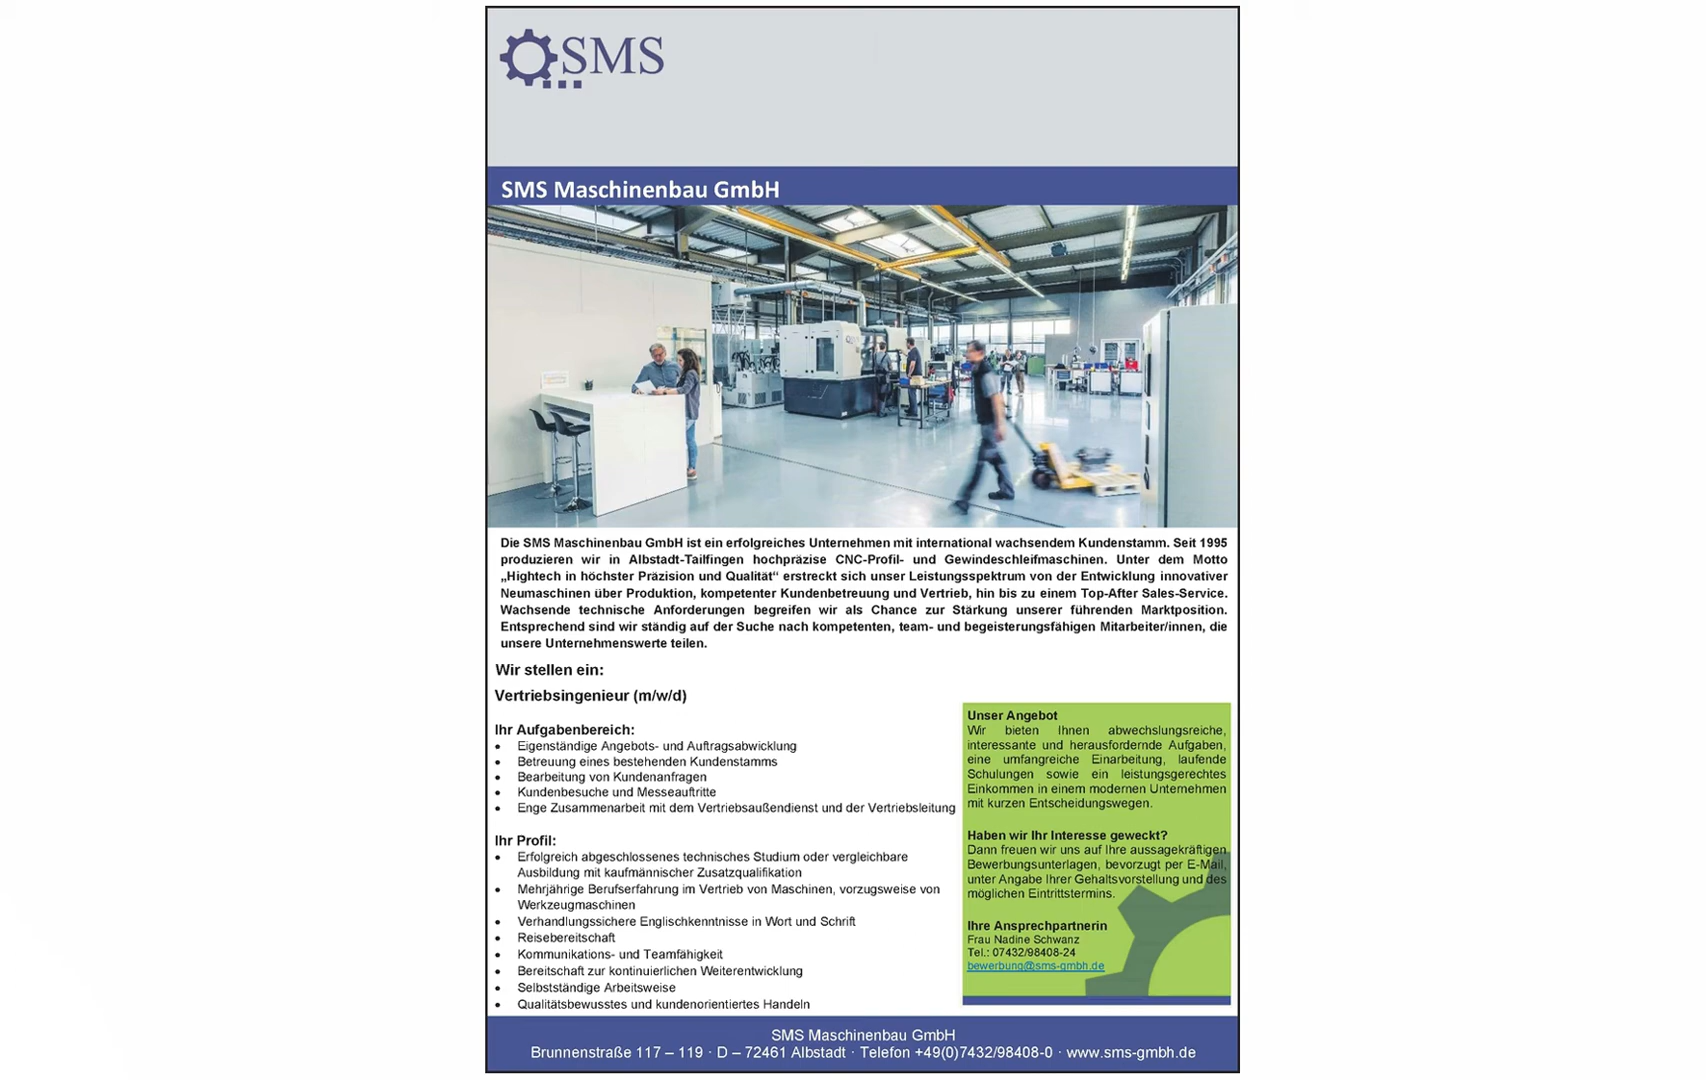 SMS
SMS Maschinenbau GmbH
Die SMS Maschinenbau GmbH ist ein erfolgreiches Unternehmen mit international wachsendem Kundenstamm. Seit 1995
produzieren wir in Albstadt-Tailfingen hochpräzise CNC-Profil- und Gewindeschleifmaschinen. Unter dem Motto
„Hightech in höchster Präzision und Qualität“ erstreckt sich unser Leistungsspektrum von der Entwicklung innovativer
Neumaschinen über Produktion, kompetenter Kundenbetreuung und Vertrieb, hin bis zu einem Top-After Sales-Service.
Wachsende technische Anforderungen begreifen wir als Chance zur Stärkung unserer führenden Marktposition.
Entsprechend sind wir ständig auf der Suche nach kompetenten, team- und begeisterungsfähigen Mitarbeiter/innen, die
unsere Unternehmenswerte teilen.
Wir stellen ein:
Vertriebsingenieur (m/w/d)
Ihr Aufgabenbereich:
• Eigenständige Angebots- und Auftragsabwicklung
• Betreuung eines bestehenden Kundenstamms
• Bearbeitung von Kundenanfragen
• Kundenbesuche und Messeauftritte
• Enge Zusammenarbeit mit dem Vertriebsaußendienst und der Vertriebsleitung
Ihr Profil:
• Erfolgreich abgeschlossenes technisches Studium oder vergleichbare
Ausbildung mit kaufmännischer Zusatzqualifikation
• Mehrjährige Berufserfahrung im Vertrieb von Maschinen, vorzugsweise von
Werkzeugmaschinen
• Verhandlungssichere Englischkenntnisse in Wort und Schrift
• Reisebereitschaft
• Kommunikations- und Teamfähigkeit
• Bereitschaft zur kontinuierlichen Weiterentwicklung
• Selbstständige Arbeitsweise
• Qualitätsbewusstes und kundenorientiertes Handeln
Unser Angebot
Wir bieten Ihnen abwechslungsreiche,
interessante und herausfordernde Aufgaben,
eine umfangreiche Einarbeitung, laufende
Schulungen sowie ein leistungsgerechtes
Einkommen in einem modernen Unternehmen
mit kurzen Entscheidungswegen.
Haben wir Ihr Interesse geweckt?
Dann freuen wir uns auf Ihre aussagekräftigen
Bewerbungsunterlagen, bevorzugt per E-Mail,
unter Angabe Ihrer Gehaltsvorstellung und des
möglichen Eintrittstermins.
Ihre Ansprechpartnerin
Frau Nadine Schwanz
Tel.: 07432/98408-24
bewerbung@sms-gmbh.de
SMS Maschinenbau GmbH
Brunnenstraße 117 – 119 · D – 72461 Albstadt · Telefon +49(0)7432/98408-0 · www.sms-gmbh.de